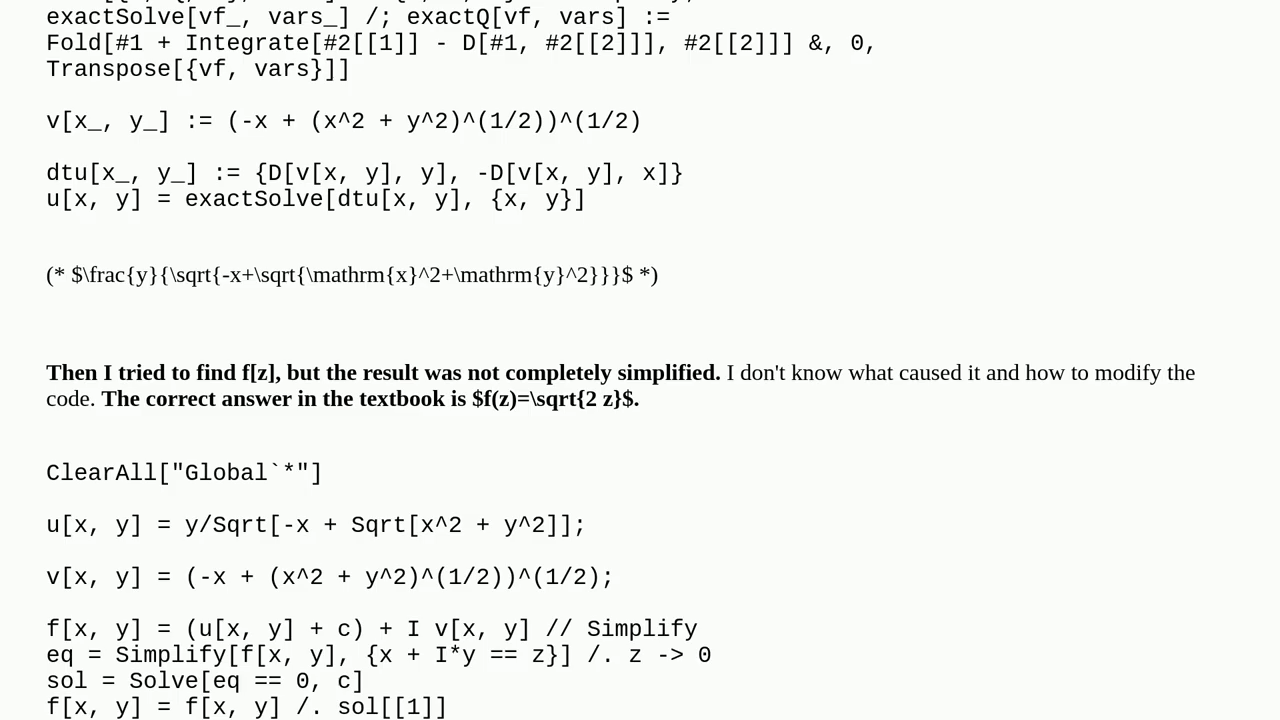 exactSolve[vf_, vars_] /; exactQ[vf, vars] :=
Fold[#1 + Integrate[#2[[1]] - D[#1, #2[[2]]], #2[[2]]] &, 0,
Transpose[{vf, vars}]]
v[x_, y_] := (-x + (x^2 + y^2)^(1/2))^(1/2)
dtu[x_, y_] := {D[v[x, y], y], -D[v[x, y], x]}
u[x, y] = exactSolve[dtu[x, y], {x, y}]
(* $\frac{y}{\sqrt{-x+\sqrt{\mathrm{x}^2+\mathrm{y}^2}}}$ *)
Then I tried to find f[z], but the result was not completely simplified. I don't know what caused it and how to modify the
code. The correct answer in the textbook is $f(z)=\sqrt{2 z}$.
ClearAll["Global`*"]
u[x, y] = y/Sqrt[-x + Sqrt[x^2 + y^2]];
v[x, y] = (-x + (x^2 + y^2)^(1/2))^(1/2);
f[x, y] = (u[x, y] + c) + I v[x, y] // Simplify
eq = Simplify[f[x, y], {x + I*y == z}] /. z -> 0
sol = Solve[eq == 0, c]
f[x, y] = f[x, y] /. sol[[1]]